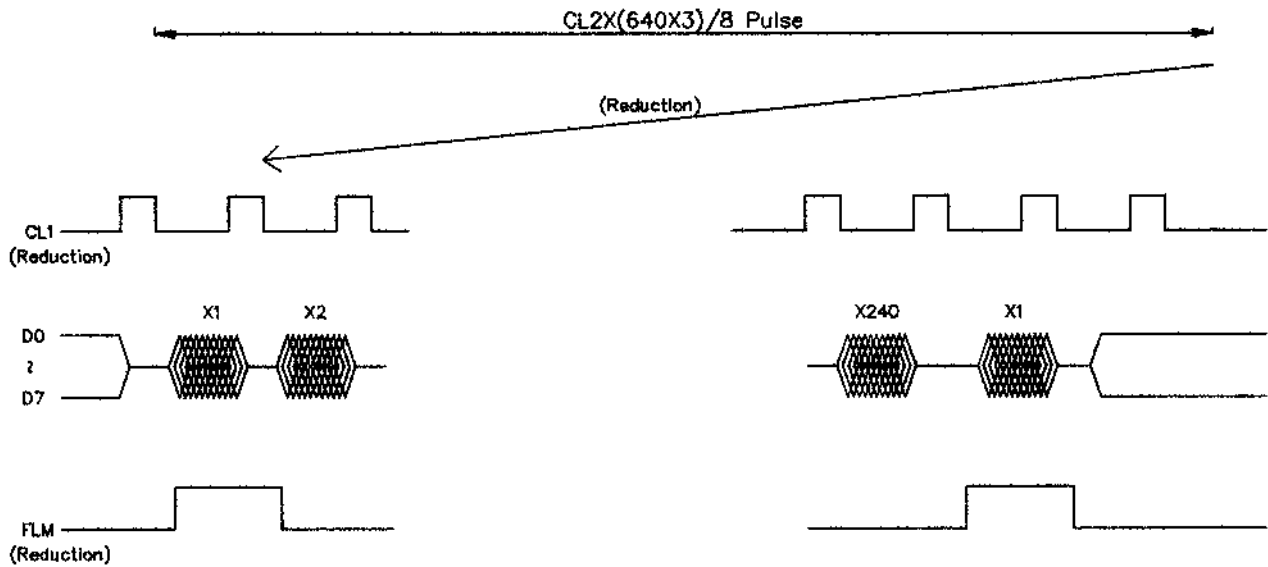 CL2X(640X3)/8 Pulse
(Reduction)
CL1
(Reduction)
X1 X2 X240 X1
D0
≀
D7
FLM
(Reduction)